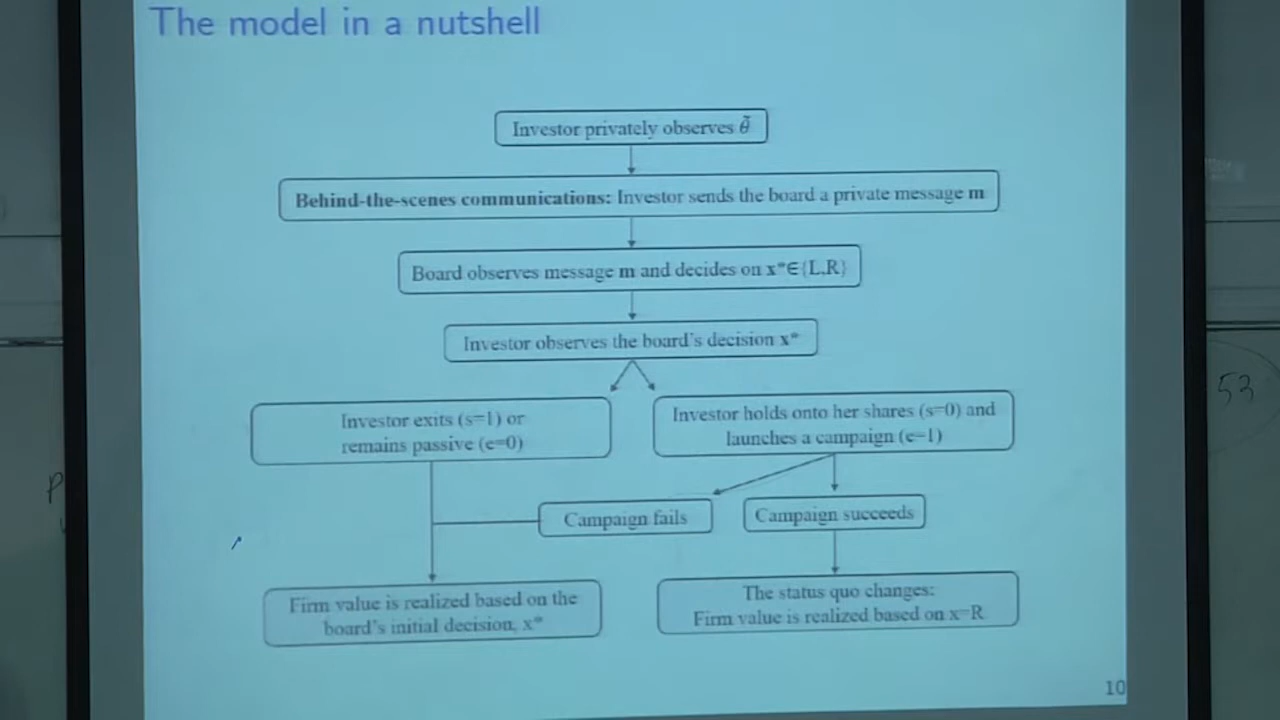 The model in a nutshell
Investor privately observes θ̃
Behind-the-scenes communications: Investor sends the board a private message m
Board observes message m and decides on x*∈{L,R}
Investor observes the board's decision x*
Investor exits (s=1) or
remains passive (e=0)
Investor holds onto her shares (s=0) and
launches a campaign (e=1)
Campaign fails
Campaign succeeds
Firm value is realized based on the
board's initial decision, x*
The status quo changes:
Firm value is realized based on x=R
10
53
P